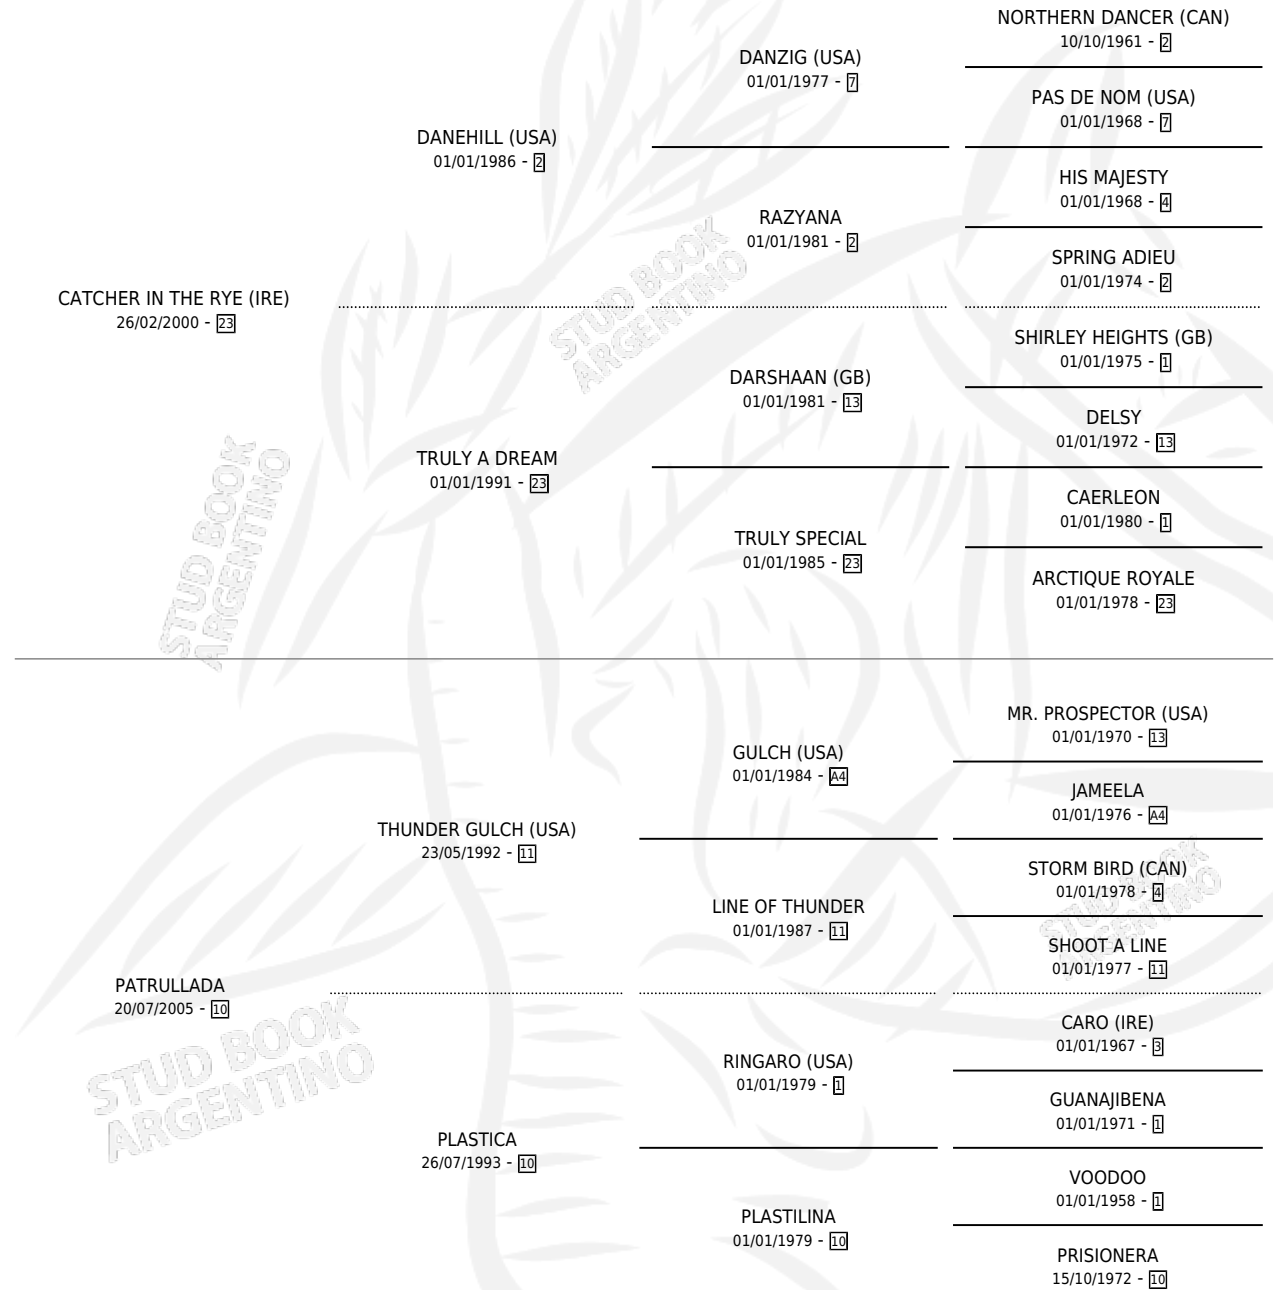 NORTHERN DANCER (CAN)
10/10/1961 - 2
DANZIG (USA)
01/01/1977 - 7
PAS DE NOM (USA)
01/01/1968 - 7
DANEHILL (USA)
01/01/1986 - 2
HIS MAJESTY
01/01/1968 - 4
RAZYANA
01/01/1981 - 2
SPRING ADIEU
01/01/1974 - 2
CATCHER IN THE RYE (IRE)
26/02/2000 - 23
STUD BOOK
ARGENTINO
SHIRLEY HEIGHTS (GB)
01/01/1975 - 1
DARSHAAN (GB)
01/01/1981 - 13
DELSY
01/01/1972 - 13
TRULY A DREAM
01/01/1991 - 23
CAERLEON
01/01/1980 - 1
TRULY SPECIAL
01/01/1985 - 23
ARCTIQUE ROYALE
01/01/1978 - 23
STUD BOOK
ARGENTINO
MR. PROSPECTOR (USA)
01/01/1970 - 13
GULCH (USA)
01/01/1984 - A4
JAMEELA
01/01/1976 - A4
THUNDER GULCH (USA)
23/05/1992 - 11
STORM BIRD (CAN)
01/01/1978 - 4
LINE OF THUNDER
01/01/1987 - 11
SHOOT A LINE
01/01/1977 - 11
STUD BOOK
ARGENTINO
PATRULLADA
20/07/2005 - 10
CARO (IRE)
01/01/1967 - 3
RINGARO (USA)
01/01/1979 - 1
GUANAJIBENA
01/01/1971 - 1
STUD BOOK
ARGENTINO
PLASTICA
26/07/1993 - 10
VOODOO
01/01/1958 - 1
PLASTILINA
01/01/1979 - 10
PRISIONERA
15/10/1972 - 10